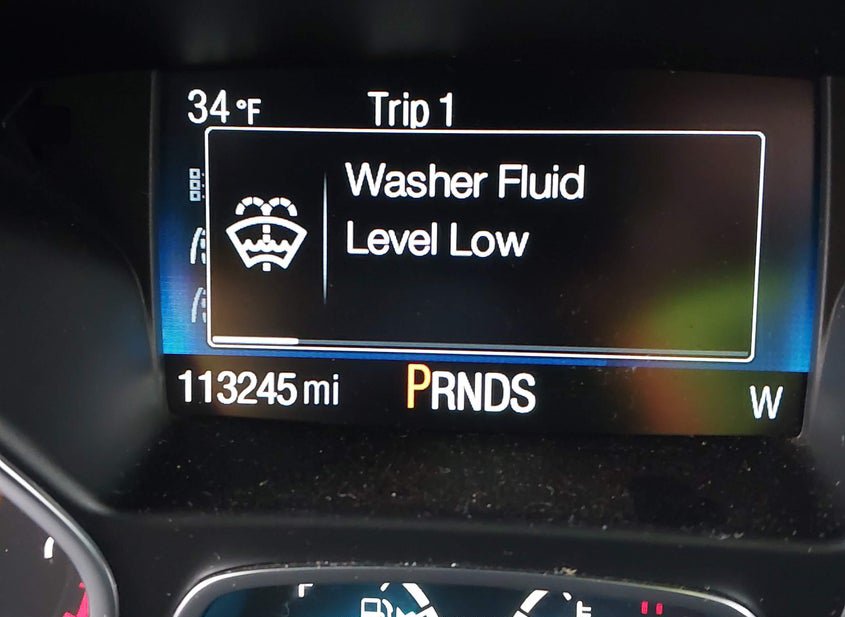 34 °F Trip 1
Washer Fluid
Level Low
113245 mi PRNDS W
F E